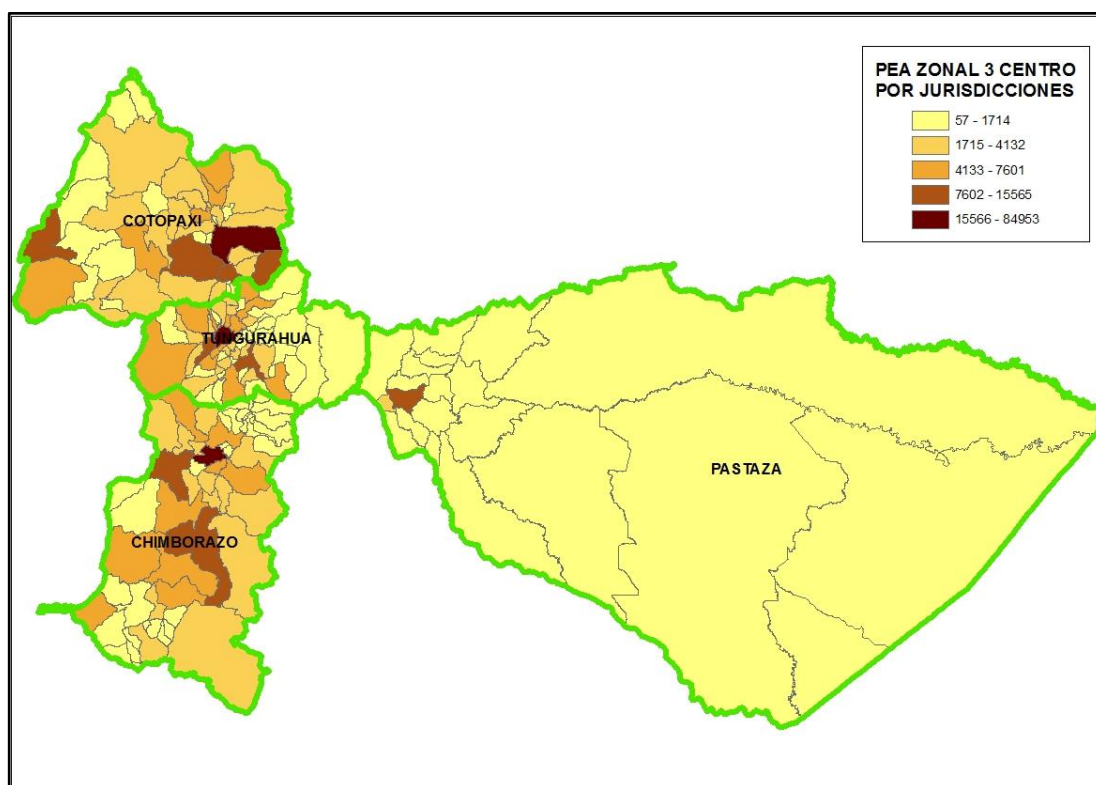 PEA ZONAL 3 CENTRO
POR JURISDICCIONES
57 - 1714
1715 - 4132
4133 - 7601
7602 - 15565
15566 - 84953
COTOPAXI
TUNGURAHUA
PASTAZA
CHIMBORAZO